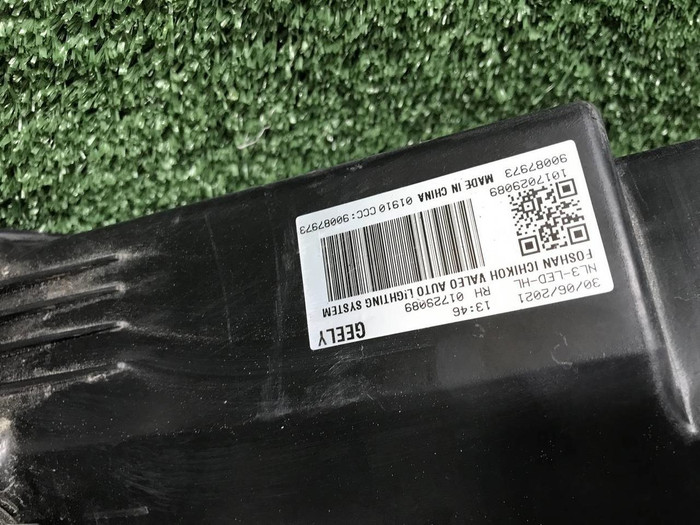 GEELY
30/06/2021 13:46
NL3-LED-HL RH 01729089
FOSHAN ICHIKOH VALEO AUTO LIGHTING SYSTEM
1017029089
90087973 MADE IN CHINA 01910 CCC:90087973